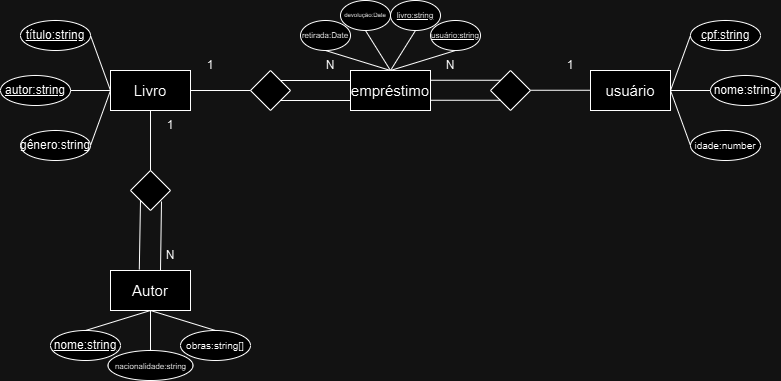 devolução:Date
livro:string
título:string
retirada:Date
usuário:string
cpf:string
1
N
N
1
autor:string
Livro
empréstimo
usuário
nome:string
1
gênero:string
idade:number
N
Autor
nome:string
obras:string[]
nacionalidade:string